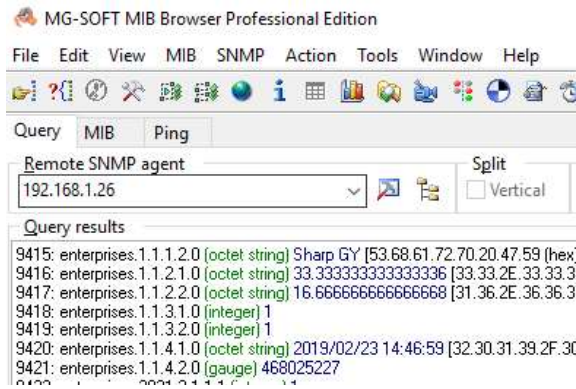 MG-SOFT MIB Browser Professional Edition
File Edit View MIB SNMP Action Tools Window Help
Query MIB Ping
Remote SNMP agent Split
192.168.1.26 Vertical
Query results
9415: enterprises.1.1.1.2.0 (octet string) Sharp GY [53.68.61.72.70.20.47.59 (hex)
9416: enterprises.1.1.2.1.0 (octet string) 33.333333333333336 [33.33.2E.33.33.3
9417: enterprises.1.1.2.2.0 (octet string) 16.666666666666668 [31.36.2E.36.36.3
9418: enterprises.1.1.3.1.0 (integer) 1
9419: enterprises.1.1.3.2.0 (integer) 1
9420: enterprises.1.1.4.1.0 (octet string) 2019/02/23 14:46:59 [32.30.31.39.2F.30
9421: enterprises.1.1.4.2.0 (gauge) 468025227